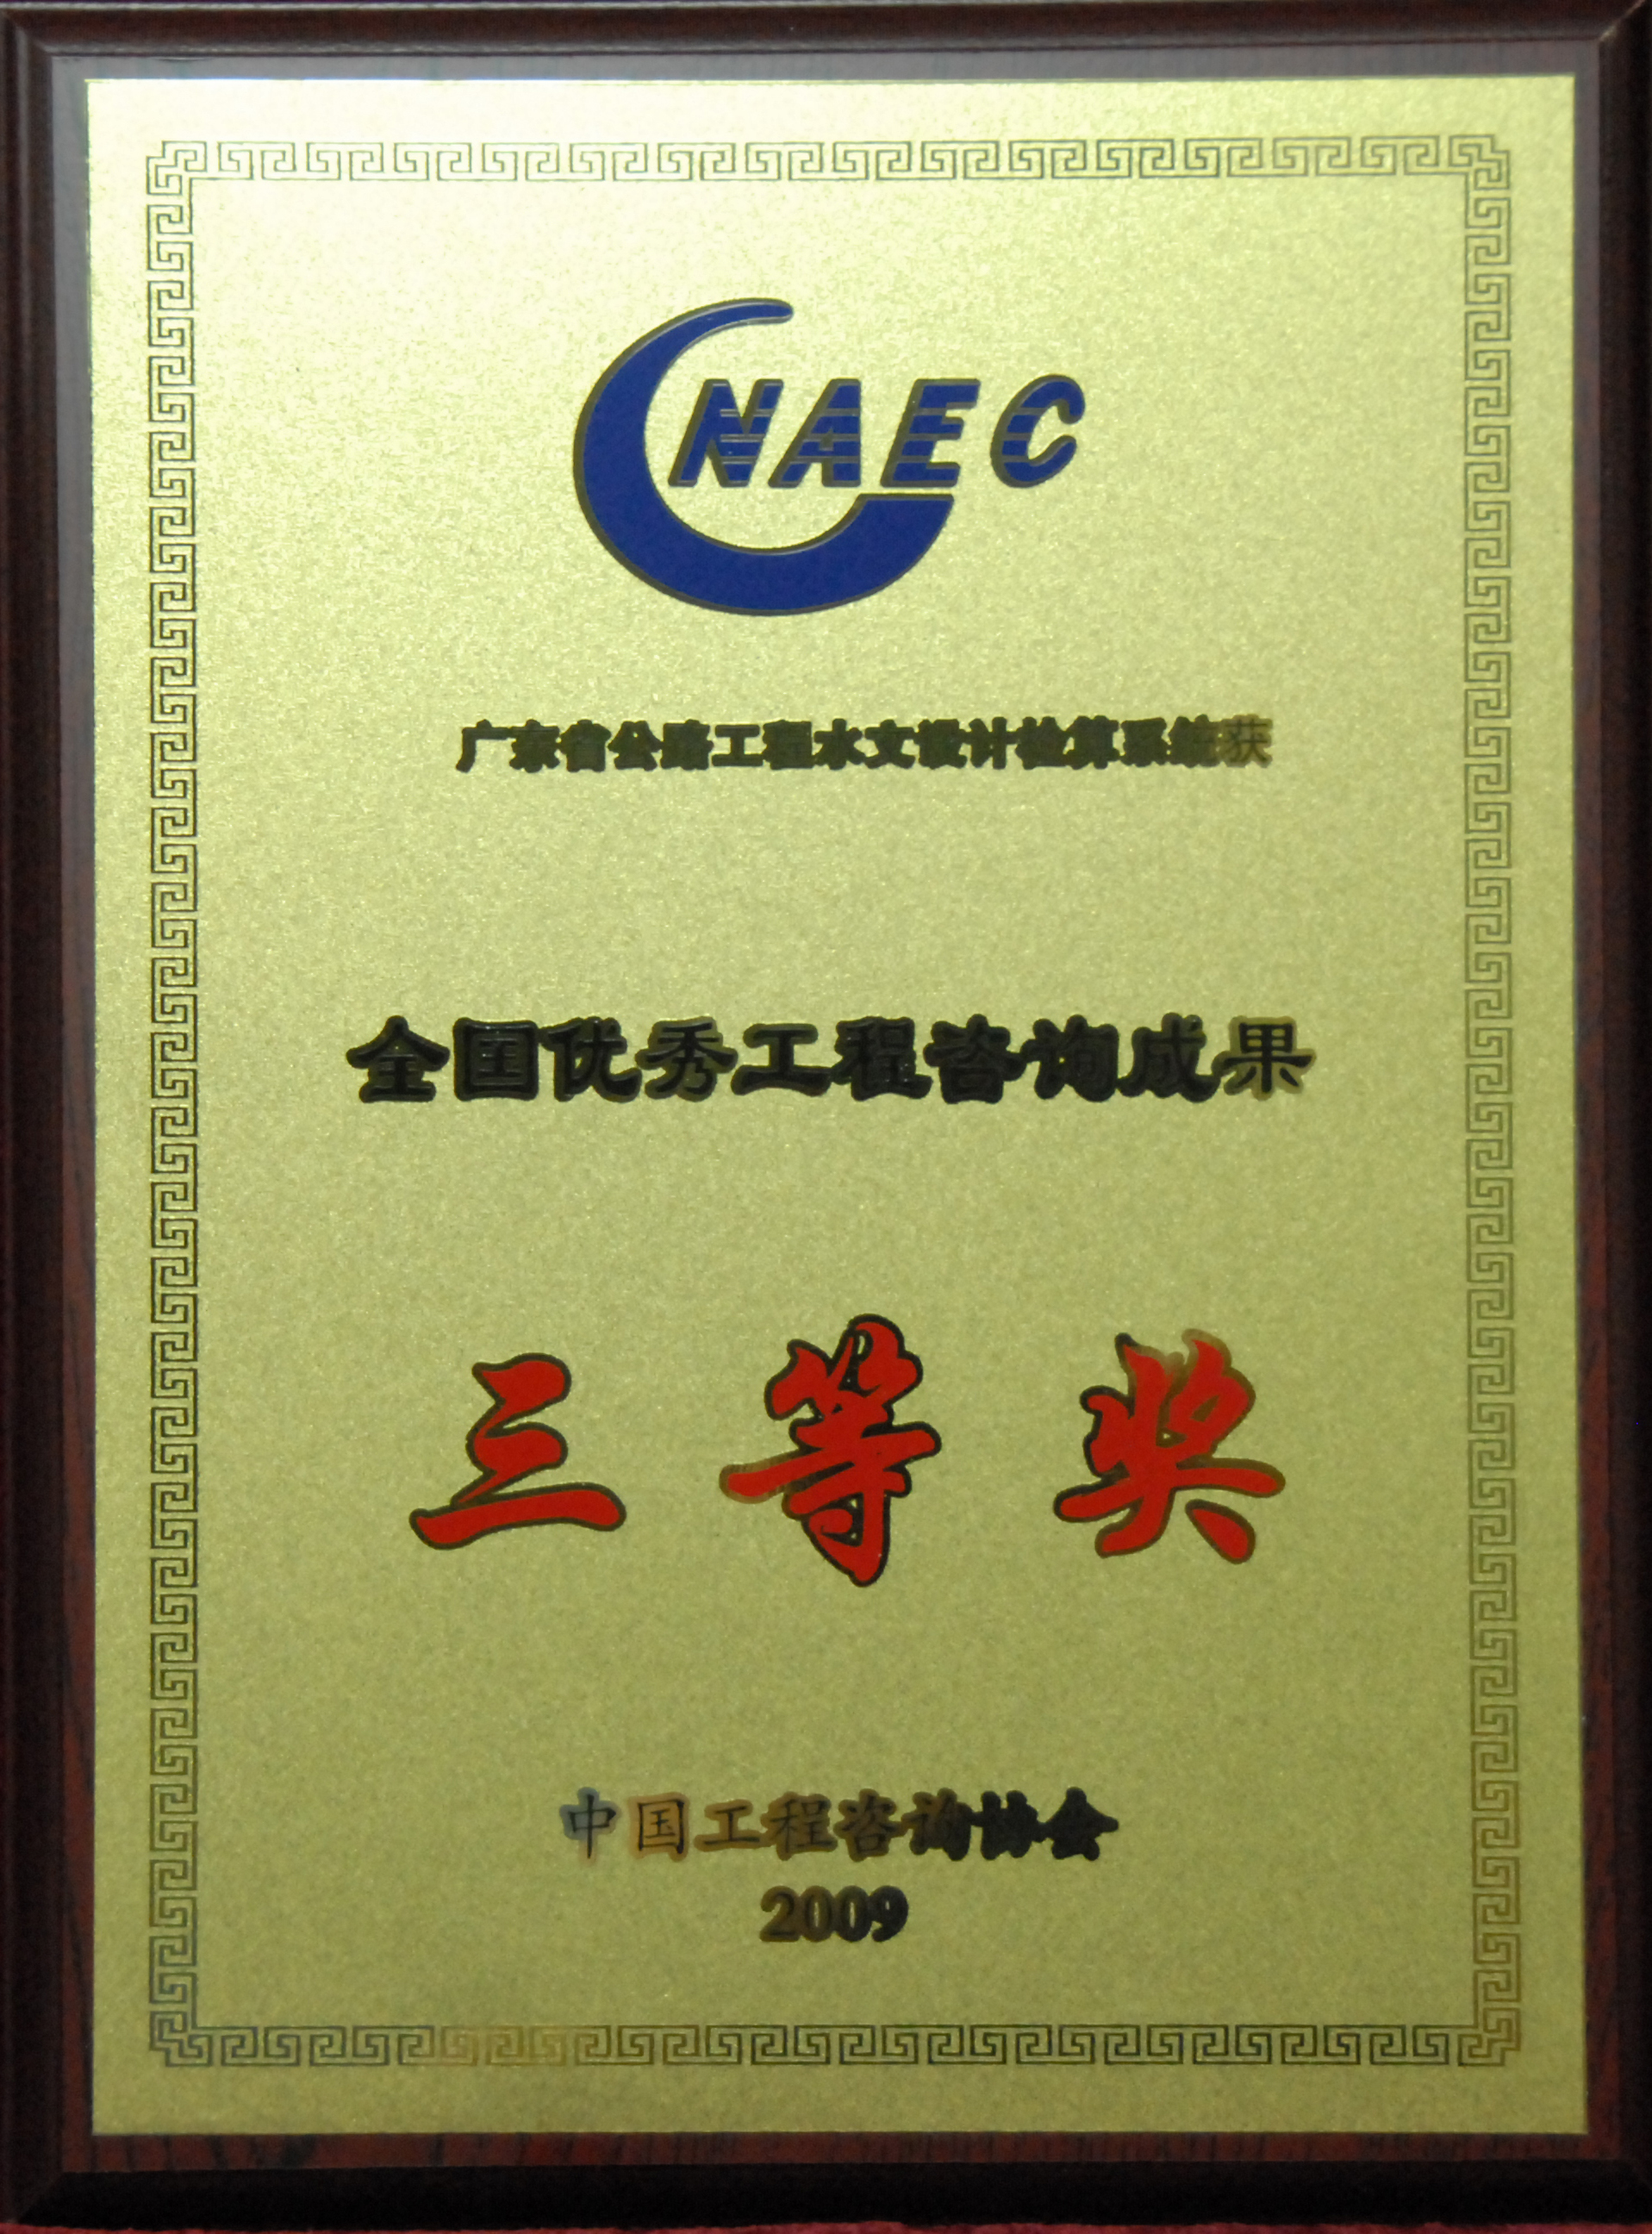 CNAEC
广东省公路工程水文设计检算系统获
全国优秀工程咨询成果
三等奖
中国工程咨询协会
2009